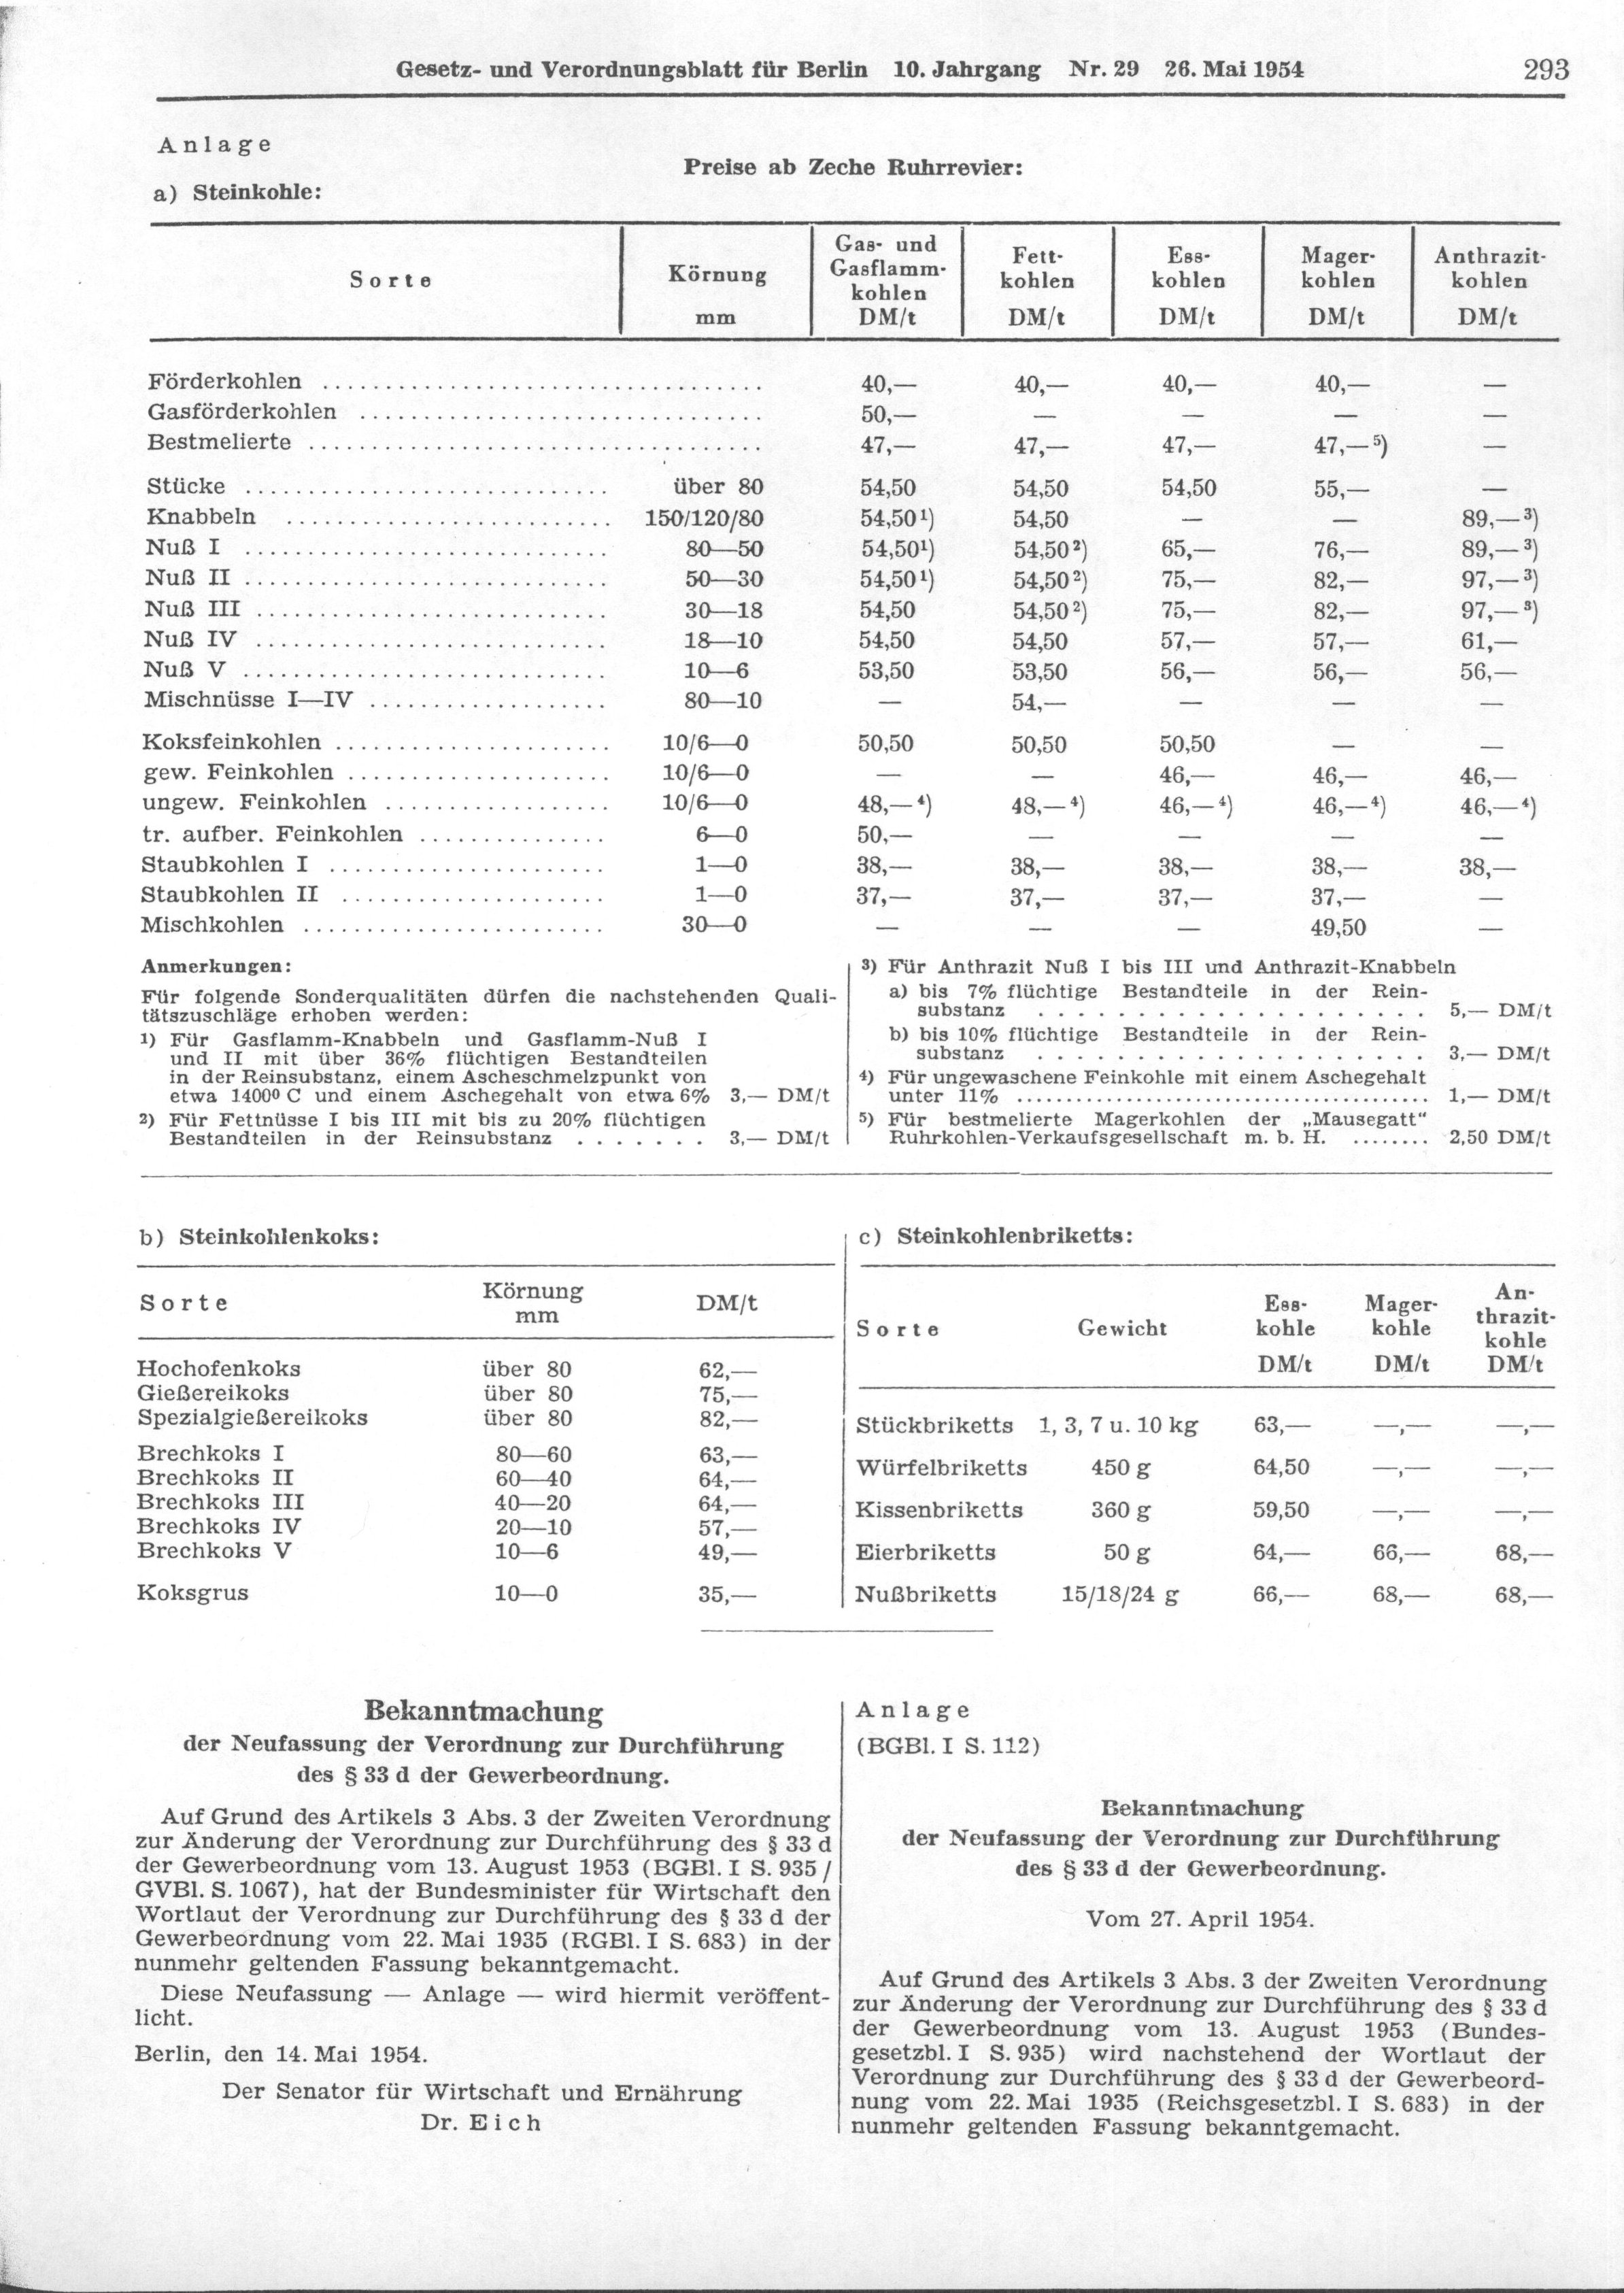 Gesetz- und Verordnungsblatt für Berlin 10. Jahrgang Nr. 29 26. Mai 1954 293
Anlage
Preise ab Zeche Ruhrrevier:
a) Steinkohle:
Sorte Körnung mm Gas- und Gasflamm-kohlen DM/t Fett-kohlen DM/t Ess-kohlen DM/t Mager-kohlen DM/t Anthrazit-kohlen DM/t
Förderkohlen 40,— 40,— 40,— 40,— —
Gasförderkohlen 50,— — — — —
Bestmelierte 47,— 47,— 47,— 47,— ⁵) —
Stücke über 80 54,50 54,50 54,50 55,— —
Knabbeln 150/120/80 54,50 ¹) 54,50 — — 89,— ³)
Nuß I 80—50 54,50¹) 54,50 ²) 65,— 76,— 89,— ³)
Nuß II 50—30 54,50 ¹) 54,50 ²) 75,— 82,— 97,— ³)
Nuß III 30—18 54,50 54,50 ²) 75,— 82,— 97,— ³)
Nuß IV 18—10 54,50 54,50 57,— 57,— 61,—
Nuß V 10—6 53,50 53,50 56,— 56,— 56,—
Mischnüsse I—IV 80—10 — 54,— — — —
Koksfeinkohlen 10/6—0 50,50 50,50 50,50 — —
gew. Feinkohlen 10/6—0 — — 46,— 46,— 46,—
ungew. Feinkohlen 10/6—0 48,— ⁴) 48,— ⁴) 46,— ⁴) 46,— ⁴) 46,— ⁴)
tr. aufber. Feinkohlen 6—0 50,— — — — —
Staubkohlen I 1—0 38,— 38,— 38,— 38,— 38,—
Staubkohlen II 1—0 37,— 37,— 37,— 37,— —
Mischkohlen 30—0 — — — 49,50 —
Anmerkungen:
Für folgende Sonderqualitäten dürfen die nachstehenden Quali-
tätszuschläge erhoben werden:
¹) Für Gasflamm-Knabbeln und Gasflamm-Nuß I
und II mit über 36% flüchtigen Bestandteilen
in der Reinsubstanz, einem Ascheschmelzpunkt von
etwa 1400⁰ C und einem Aschegehalt von etwa 6% 3,— DM/t
²) Für Fettnüsse I bis III mit bis zu 20% flüchtigen
Bestandteilen in der Reinsubstanz . . . . . . . 3,— DM/t
³) Für Anthrazit Nuß I bis III und Anthrazit-Knabbeln
a) bis 7% flüchtige Bestandteile in der Rein-
substanz . . . . . . . . . . . . . . . . . . . 5,— DM/t
b) bis 10% flüchtige Bestandteile in der Rein-
substanz . . . . . . . . . . . . . . . . . . . 3,— DM/t
⁴) Für ungewaschene Feinkohle mit einem Aschegehalt
unter 11% ........................................ 1,— DM/t
⁵) Für bestmelierte Magerkohlen der „Mausegatt"
Ruhrkohlen-Verkaufsgesellschaft m. b. H. ........ 2,50 DM/t
b) Steinkohlenkoks:
Sorte Körnung mm DM/t
Hochofenkoks über 80 62,—
Gießereikoks über 80 75,—
Spezialgießereikoks über 80 82,—
Brechkoks I 80—60 63,—
Brechkoks II 60—40 64,—
Brechkoks III 40—20 64,—
Brechkoks IV 20—10 57,—
Brechkoks V 10—6 49,—
Koksgrus 10—0 35,—
c) Steinkohlenbriketts:
Sorte Gewicht Ess-kohle DM/t Mager-kohle DM/t An-thrazit-kohle DM/t
Stückbriketts 1, 3, 7 u. 10 kg 63,— —,— —,—
Würfelbriketts 450 g 64,50 —,— —,—
Kissenbriketts 360 g 59,50 —,— —,—
Eierbriketts 50 g 64,— 66,— 68,—
Nußbriketts 15/18/24 g 66,— 68,— 68,—
Bekanntmachung
der Neufassung der Verordnung zur Durchführung
des § 33 d der Gewerbeordnung.
Auf Grund des Artikels 3 Abs. 3 der Zweiten Verordnung
zur Änderung der Verordnung zur Durchführung des § 33 d
der Gewerbeordnung vom 13. August 1953 (BGBl. I S. 935 /
GVBl. S. 1067), hat der Bundesminister für Wirtschaft den
Wortlaut der Verordnung zur Durchführung des § 33 d der
Gewerbeordnung vom 22. Mai 1935 (RGBl. I S. 683) in der
nunmehr geltenden Fassung bekanntgemacht.
Diese Neufassung — Anlage — wird hiermit veröffent-
licht.
Berlin, den 14. Mai 1954.
Der Senator für Wirtschaft und Ernährung
Dr. Eich
Anlage
(BGBl. I S. 112)
Bekanntmachung
der Neufassung der Verordnung zur Durchführung
des § 33 d der Gewerbeordnung.
Vom 27. April 1954.
Auf Grund des Artikels 3 Abs. 3 der Zweiten Verordnung
zur Änderung der Verordnung zur Durchführung des § 33 d
der Gewerbeordnung vom 13. August 1953 (Bundes-
gesetzbl. I S. 935) wird nachstehend der Wortlaut der
Verordnung zur Durchführung des § 33 d der Gewerbeord-
nung vom 22. Mai 1935 (Reichsgesetzbl. I S. 683) in der
nunmehr geltenden Fassung bekanntgemacht.